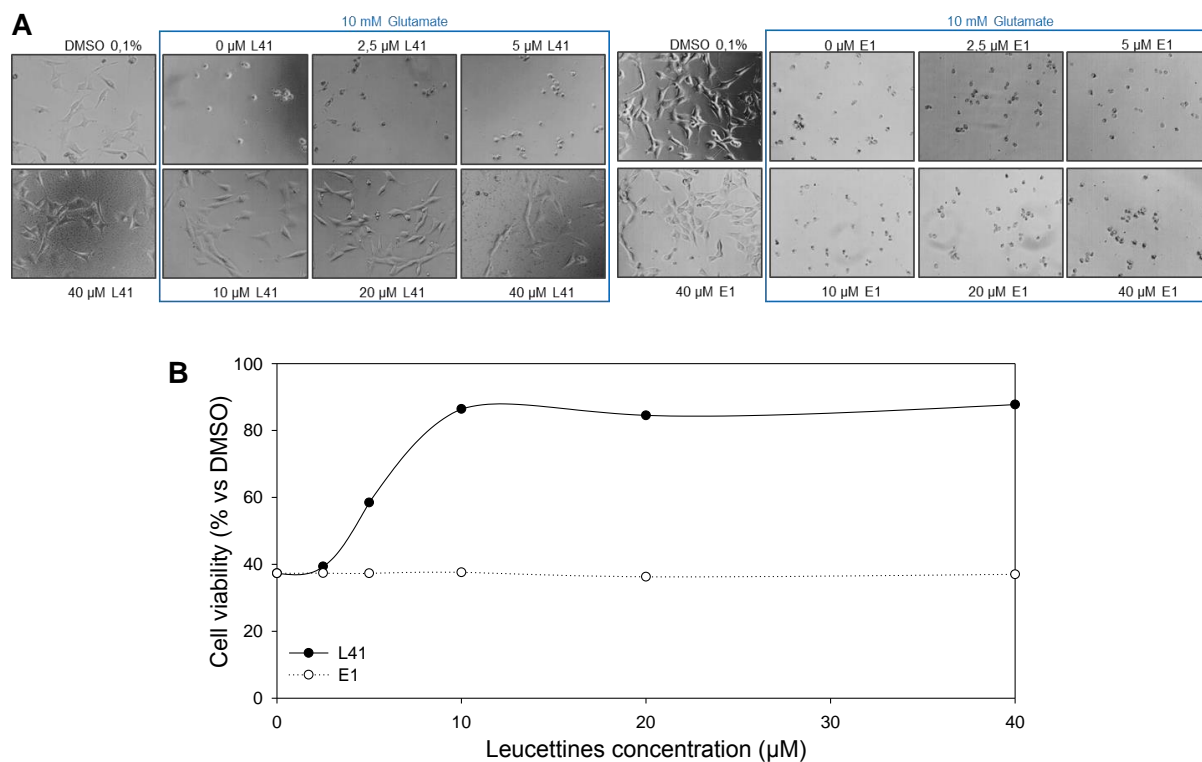 A
10 mM Glutamate
10 mM Glutamate
DMSO 0,1%
0 µM L41
2,5 µM L41
5 µM L41
DMSO 0,1%
0 µM E1
2,5 µM E1
5 µM E1
40 µM L41
10 µM L41
20 µM L41
40 µM L41
40 µM E1
10 µM E1
20 µM E1
40 µM E1
B
Cell viability (% vs DMSO)
100
80
60
40
20
0
L41
E1
0
10
20
30
40
Leucettines concentration (µM)